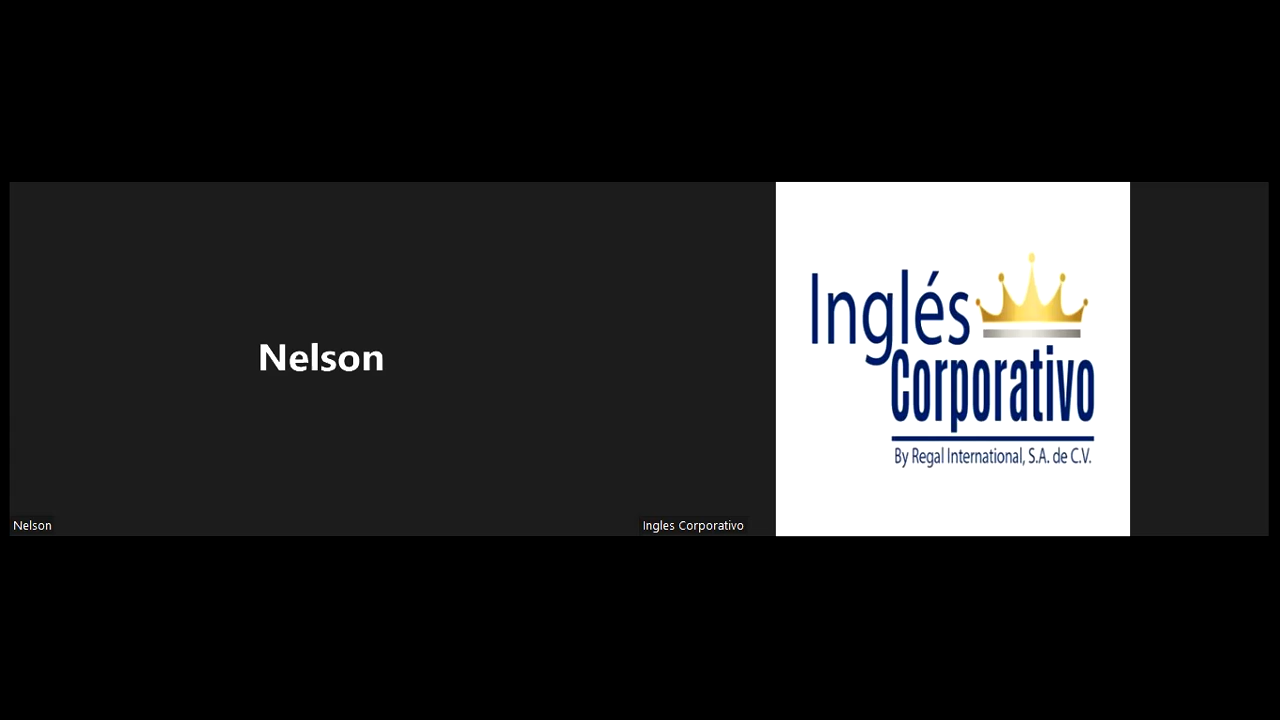 Nelson
Inglés
Corporativo
By Regal International, S.A. de C.V.
Nelson
Ingles Corporativo